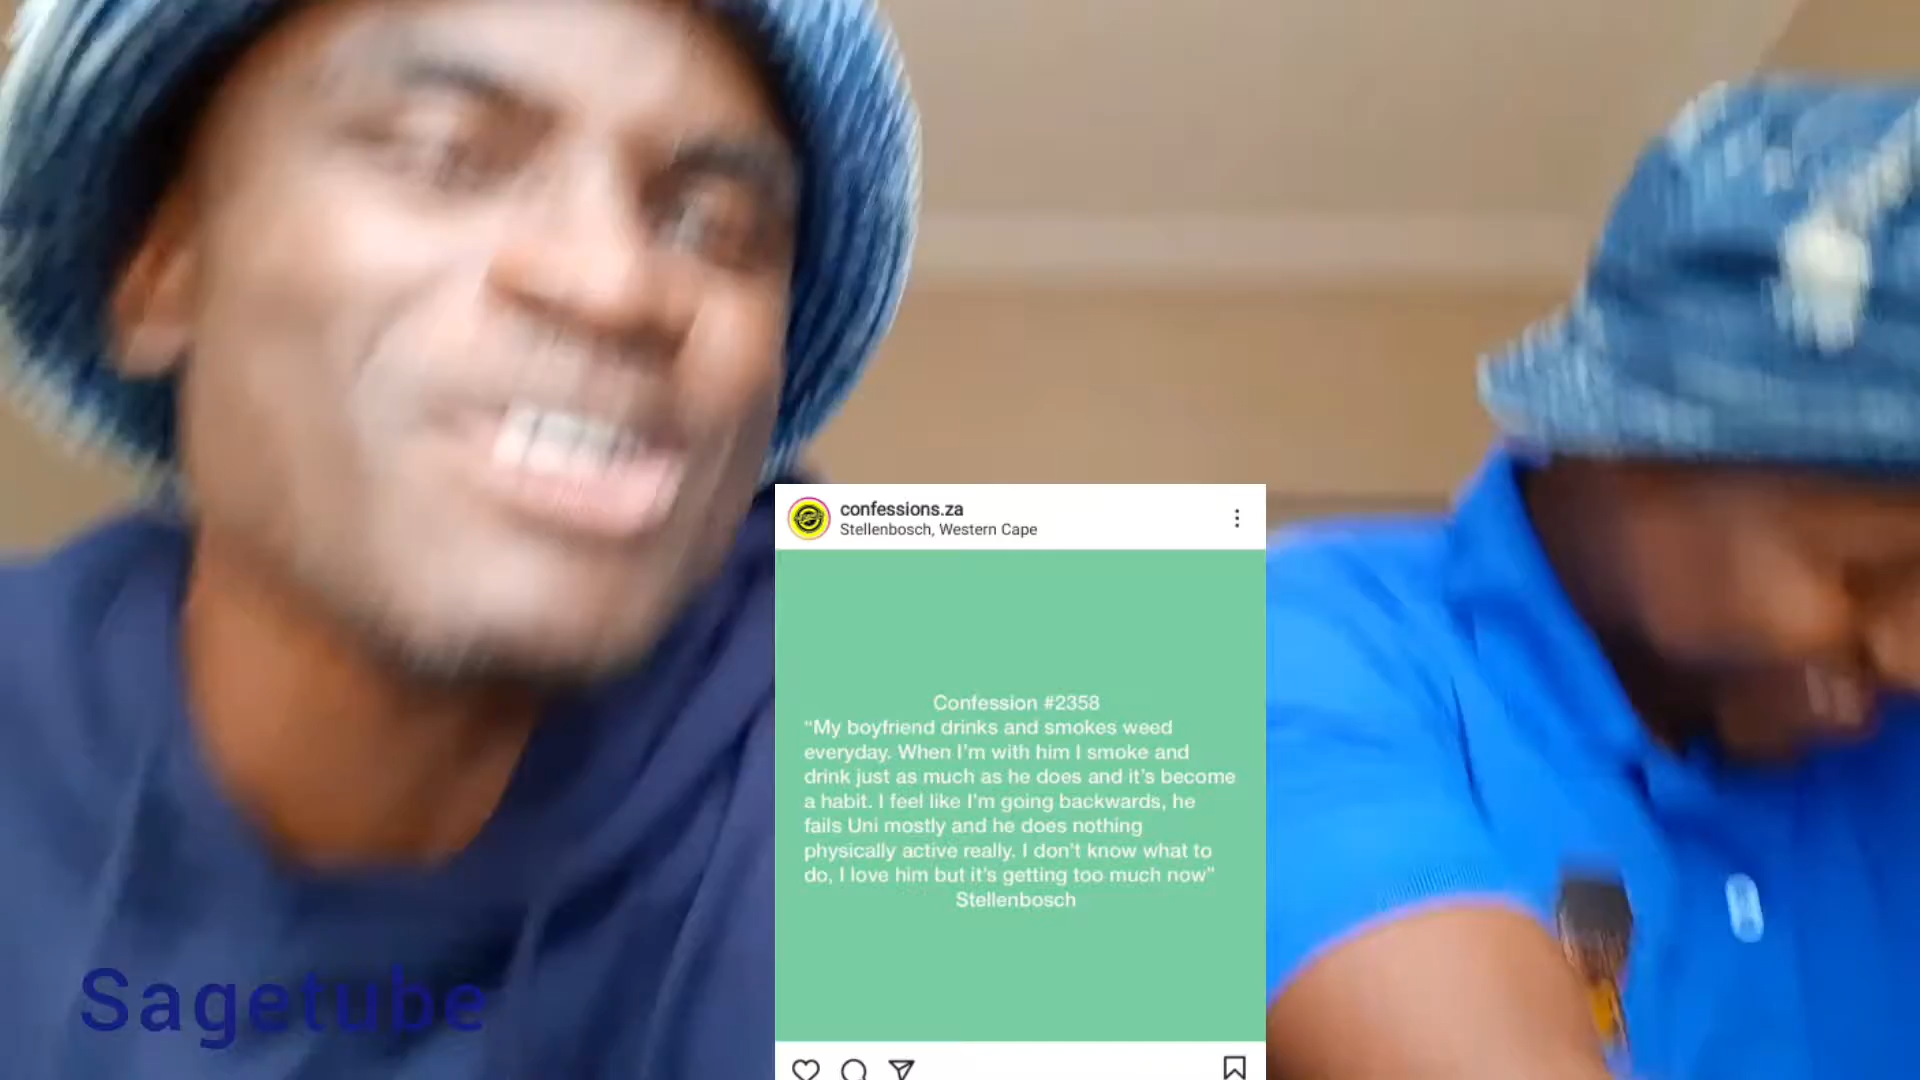 confessions.za
Stellenbosch, Western Cape
Confession #2358
“My boyfriend drinks and smokes weed
everyday. When I’m with him I smoke and
drink just as much as he does and it’s become
a habit. I feel like I’m going backwards, he
fails Uni mostly and he does nothing
physically active really. I don’t know what to
do, I love him but it’s getting too much now”
Stellenbosch
Sagetube